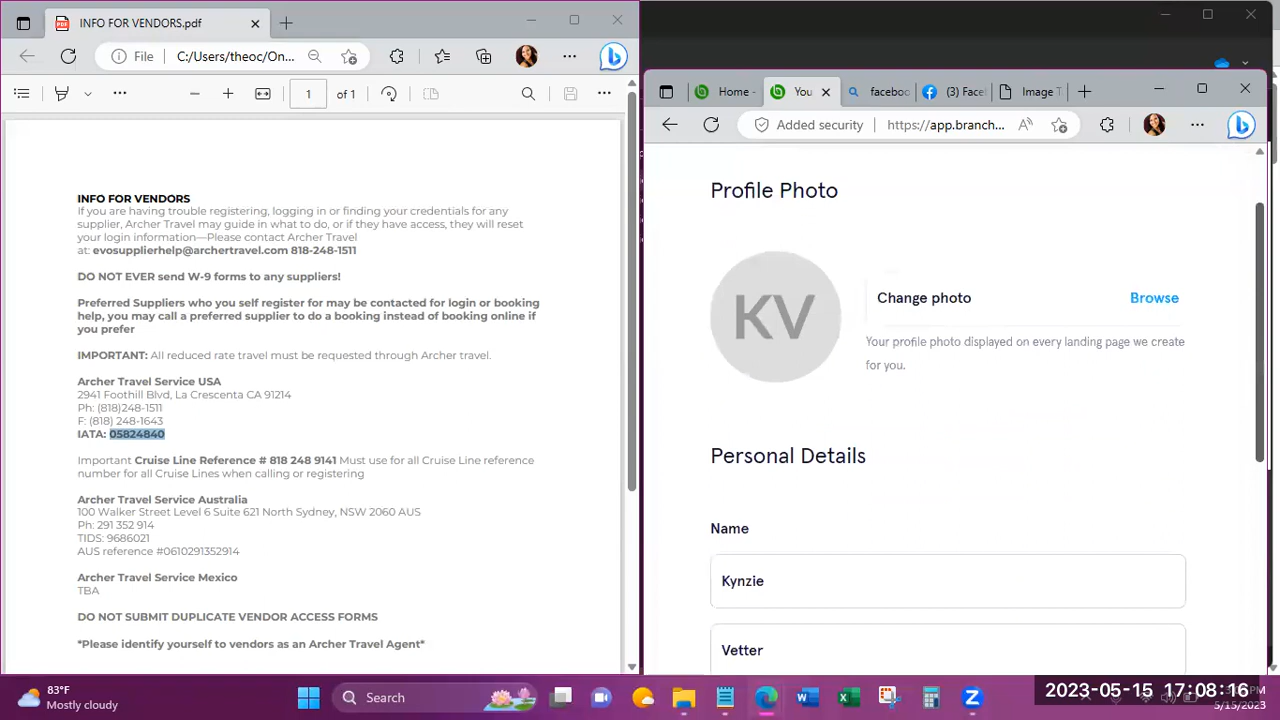 INFO FOR VENDORS.pdf
File
C:/Users/theoc/On...
1
of 1
INFO FOR VENDORS
If you are having trouble registering, logging in or finding your credentials for any
supplier, Archer Travel may guide in what to do, or if they have access, they will reset
your login information—Please contact Archer Travel
at: evosupplierhelp@archertravel.com 818-248-1511
DO NOT EVER send W-9 forms to any suppliers!
Preferred Suppliers who you self register for may be contacted for login or booking
help, you may call a preferred supplier to do a booking instead of booking online if
you prefer
IMPORTANT: All reduced rate travel must be requested through Archer travel.
Archer Travel Service USA
2941 Foothill Blvd, La Crescenta CA 91214
Ph: (818)248-1511
F: (818) 248-1643
IATA: 05824840
Important Cruise Line Reference # 818 248 9141 Must use for all Cruise Line reference
number for all Cruise Lines when calling or registering
Archer Travel Service Australia
100 Walker Street Level 6 Suite 621 North Sydney, NSW 2060 AUS
Ph: 291 352 914
TIDS: 9686021
AUS reference #0610291352914
Archer Travel Service Mexico
TBA
DO NOT SUBMIT DUPLICATE VENDOR ACCESS FORMS
*Please identify yourself to vendors as an Archer Travel Agent*
Home -
You
facebo
(3) Face
Image T
Added security
https://app.branch...
Profile Photo
KV
Change photo
Browse
Your profile photo displayed on every landing page we create
for you.
Personal Details
Name
Kynzie
Vetter
83°F
Mostly cloudy
Search
2023-05-15 17:08:16
5/15/2023